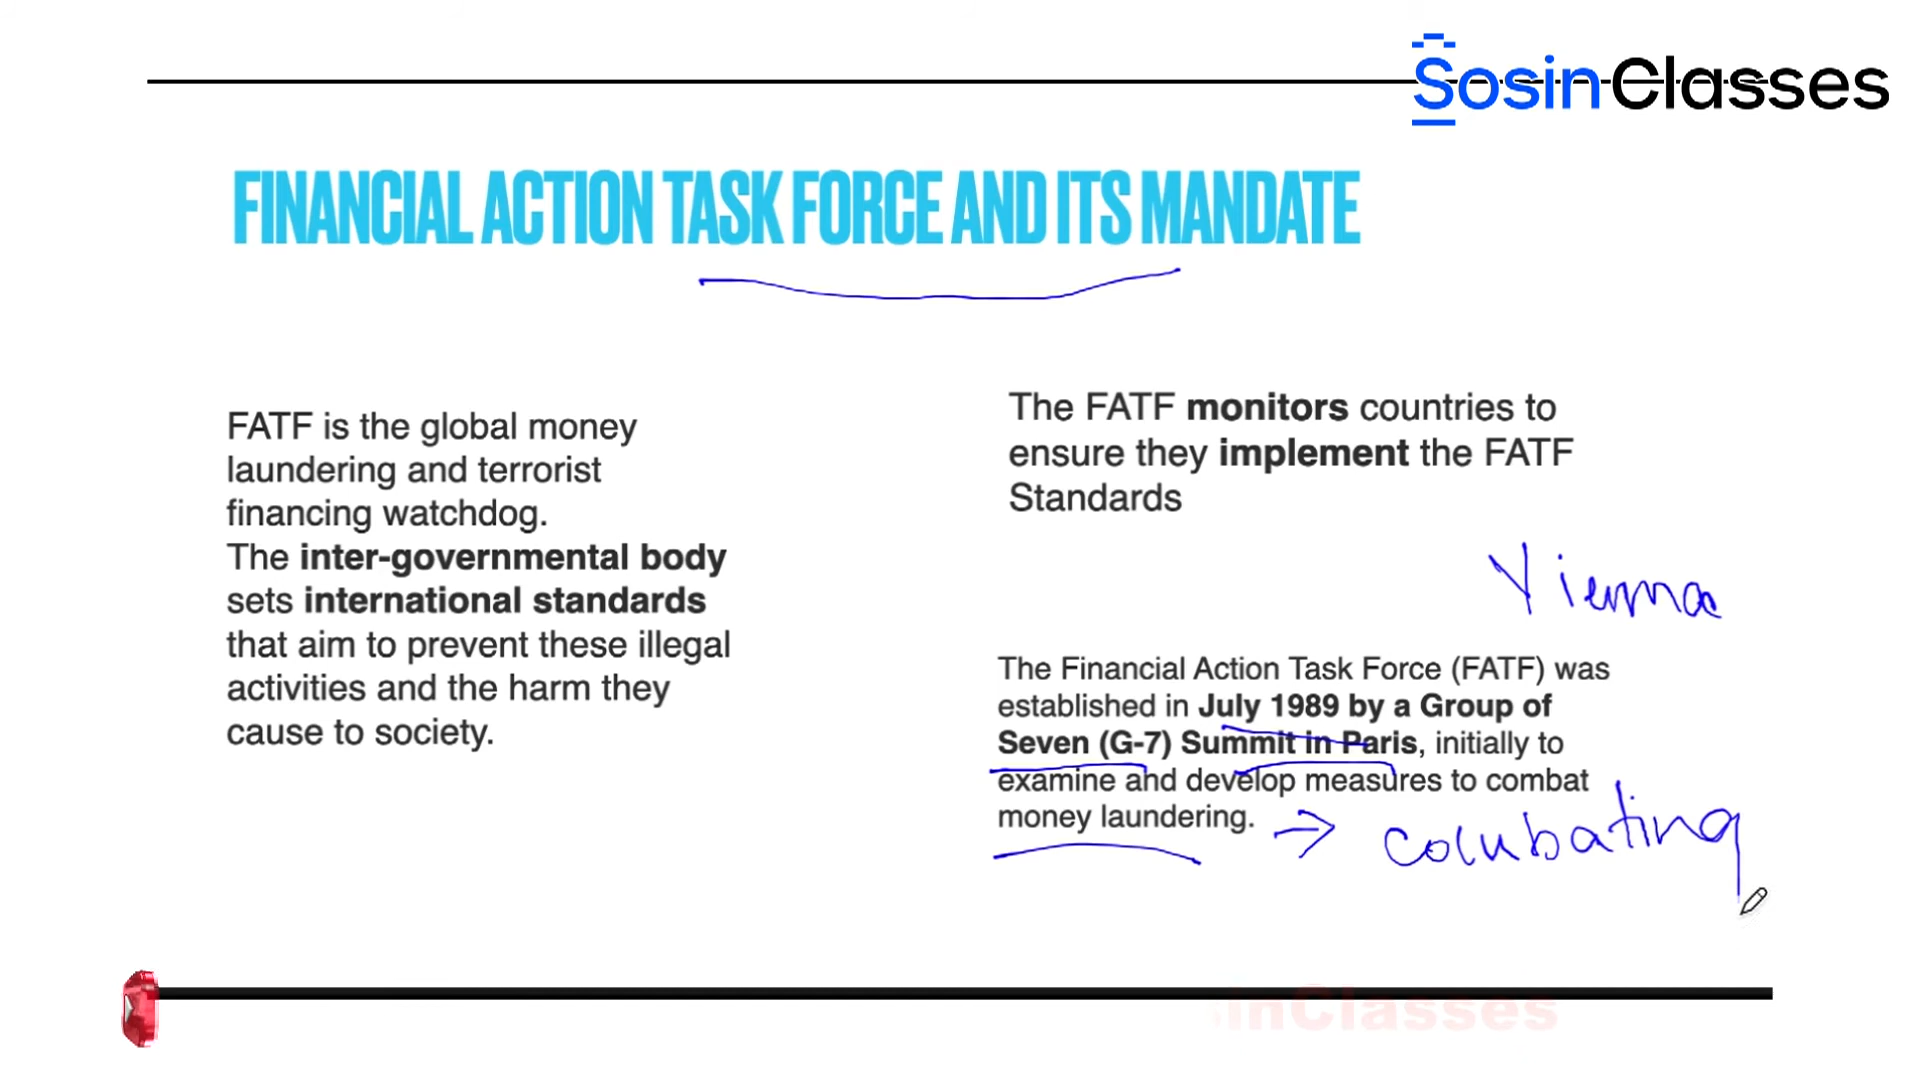 SosinClasses
FINANCIAL ACTION TASK FORCE AND ITS MANDATE
FATF is the global money
laundering and terrorist
financing watchdog.
The inter-governmental body
sets international standards
that aim to prevent these illegal
activities and the harm they
cause to society.
The FATF monitors countries to
ensure they implement the FATF
Standards
Vienna
The Financial Action Task Force (FATF) was
established in July 1989 by a Group of
Seven (G-7) Summit in Paris, initially to
examine and develop measures to combat
money laundering.
→ combating
inClasses